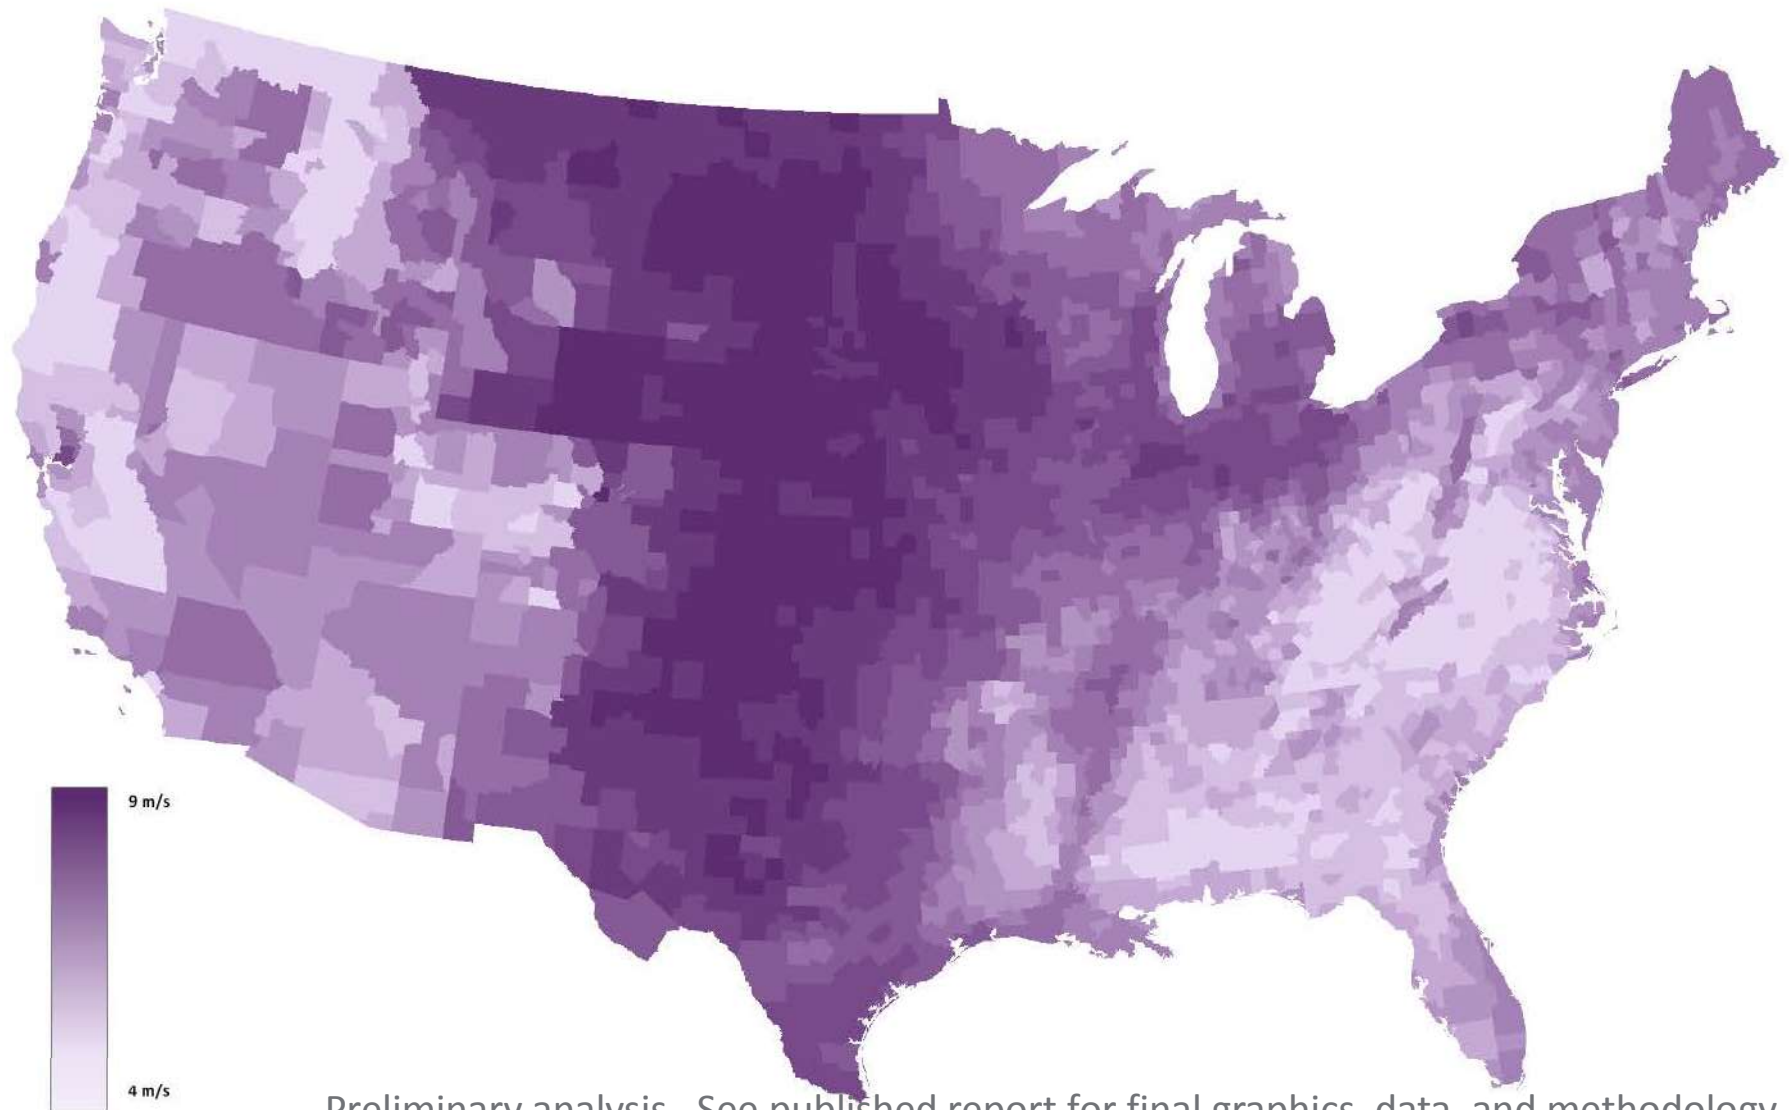 9 m/s
4 m/s
Preliminary analysis. See published report for final graphics, data, and methodology